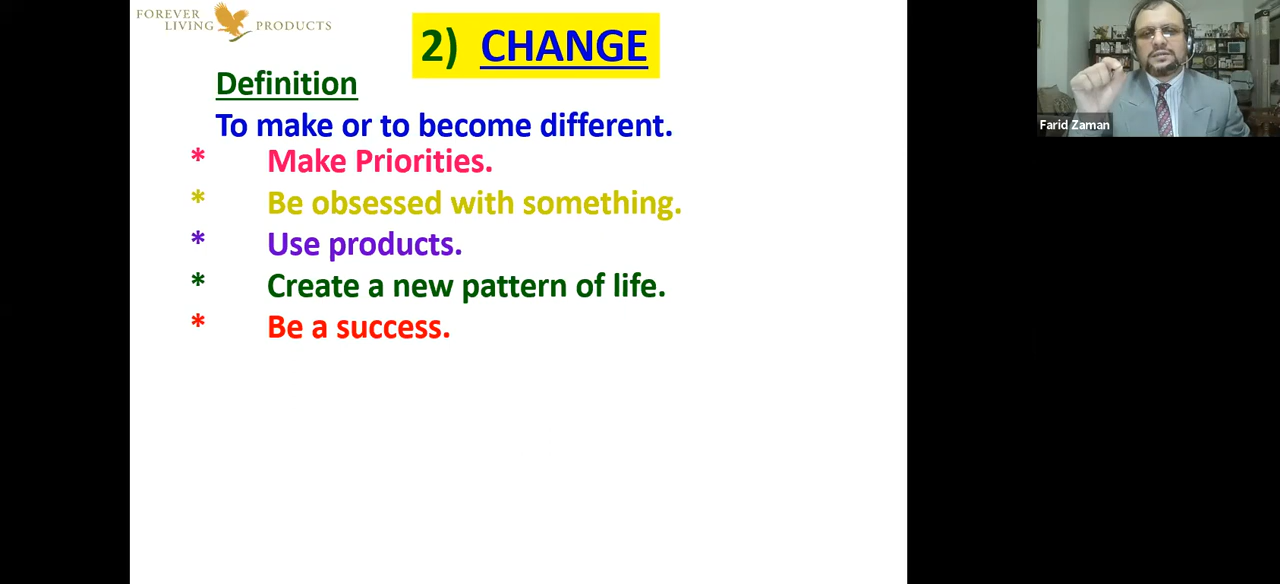 FOREVER
LIVING PRODUCTS
2) CHANGE
Definition
To make or to become different.
* Make Priorities.
* Be obsessed with something.
* Use products.
* Create a new pattern of life.
* Be a success.
Farid Zaman